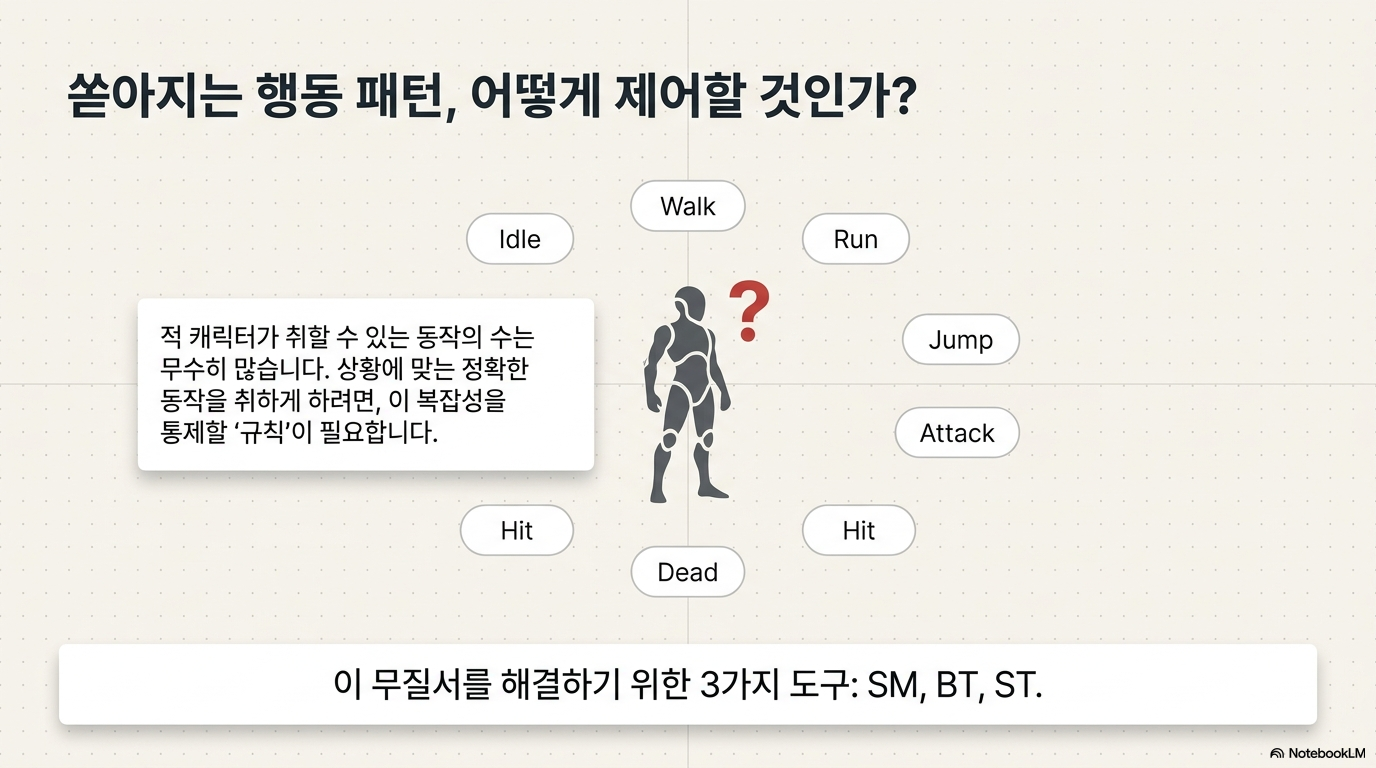 쏟아지는 행동 패턴, 어떻게 제어할 것인가?
Walk
Idle
Run
?
적 캐릭터가 취할 수 있는 동작의 수는
무수히 많습니다. 상황에 맞는 정확한
동작을 취하게 하려면, 이 복잡성을
통제할 ‘규칙’이 필요합니다.
Jump
Attack
Hit
Hit
Dead
이 무질서를 해결하기 위한 3가지 도구: SM, BT, ST.
NotebookLM